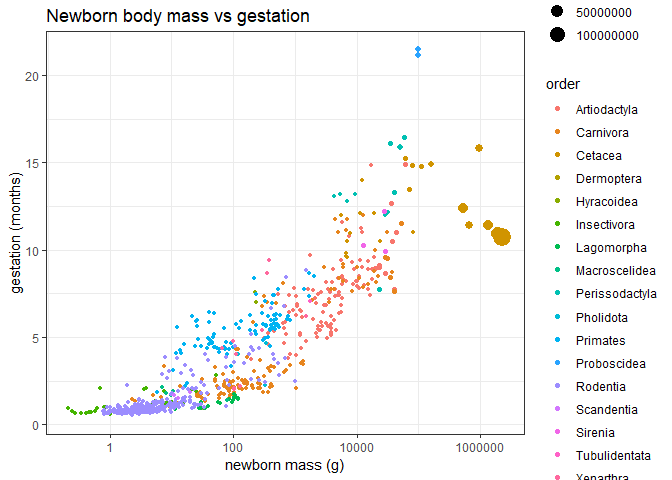 Newborn body mass vs gestation
50000000
100000000
order
Artiodactyla
Carnivora
Cetacea
Dermoptera
Hyracoidea
Insectivora
Lagomorpha
Macroscelidea
Perissodactyla
Pholidota
Primates
Proboscidea
Rodentia
Scandentia
Sirenia
Tubulidentata
Xenarthra
gestation (months)
20
15
10
5
0
1
100
10000
1000000
newborn mass (g)